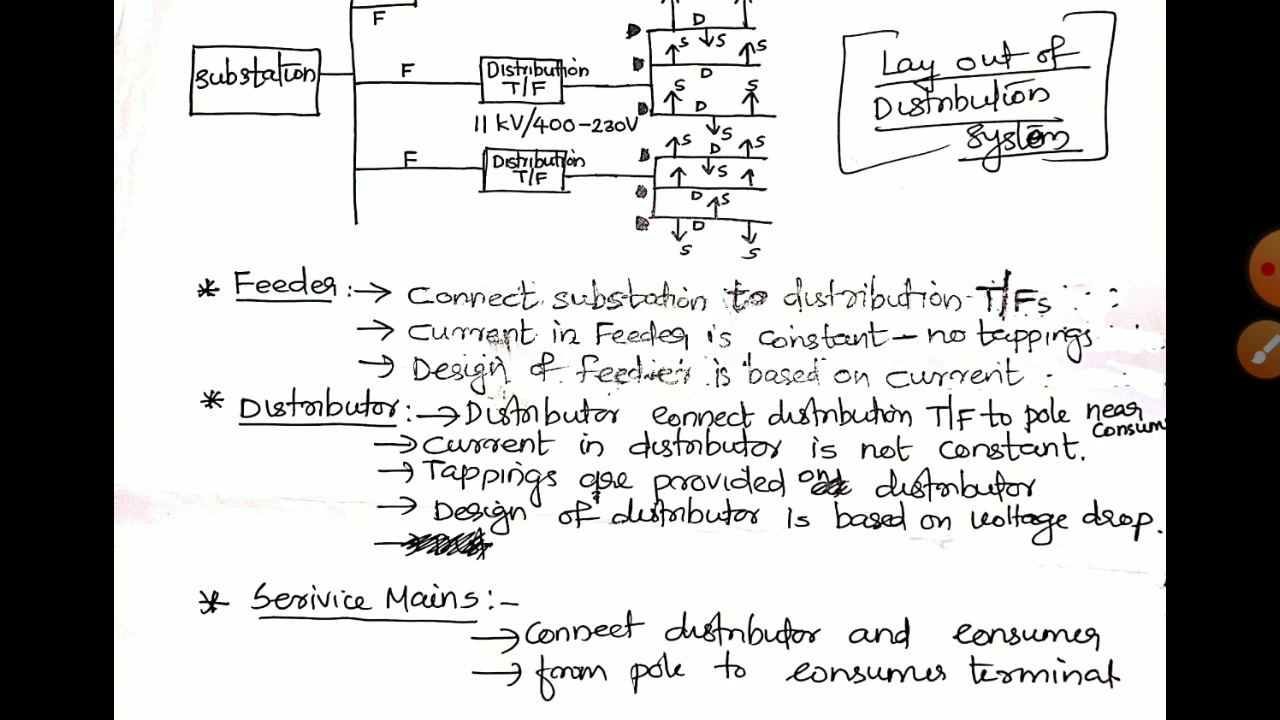 F
D
S
S
S
Lay out of
substation
F
Distribution
T/F
D
D
D
Distribution
S
S
D
System
11 kV/400-230V
S
S
S
F
Distribution
T/F
D
D
S
D
D
S
D
S
S
* Feeder :→ Connect substation to distribution T/Fs
→ Current in Feeder is constant – no tappings
→ Design of feeder is based on current
* Distributor :→ Distributor connect distribution T/F to pole near
consum
→ Current in distributor is not constant.
→ Tappings are provided on distributor
→ Design of distributor is based on voltage drop.
* Serivice Mains :–
→ Connect distributor and consumer
→ from pole to consumer terminal